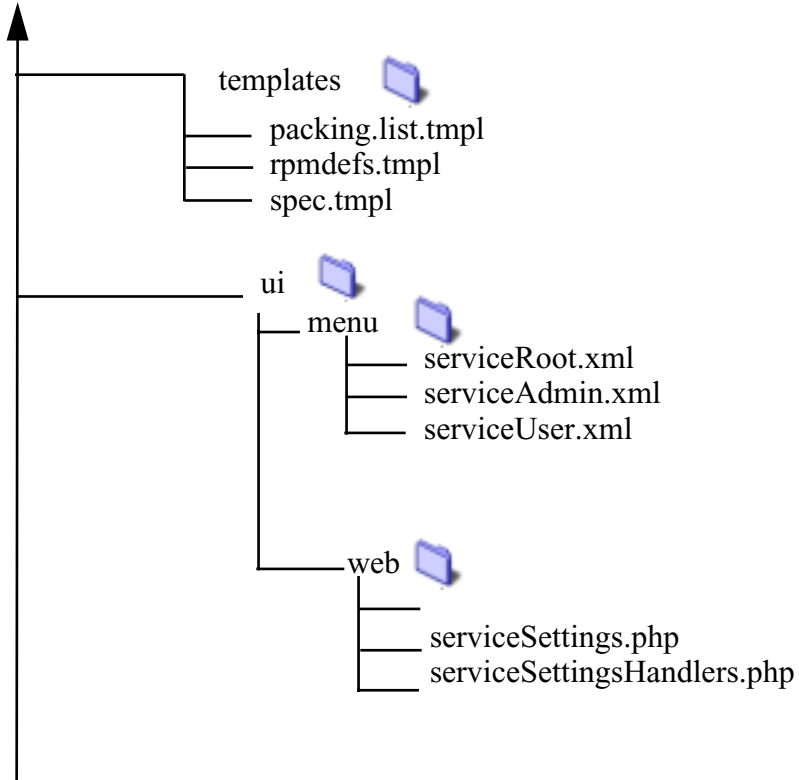 templates
packing.list.tmpl
rpmdefs.tmpl
spec.tmpl
ui
menu
serviceRoot.xml
serviceAdmin.xml
serviceUser.xml
web
serviceSettings.php
serviceSettingsHandlers.php